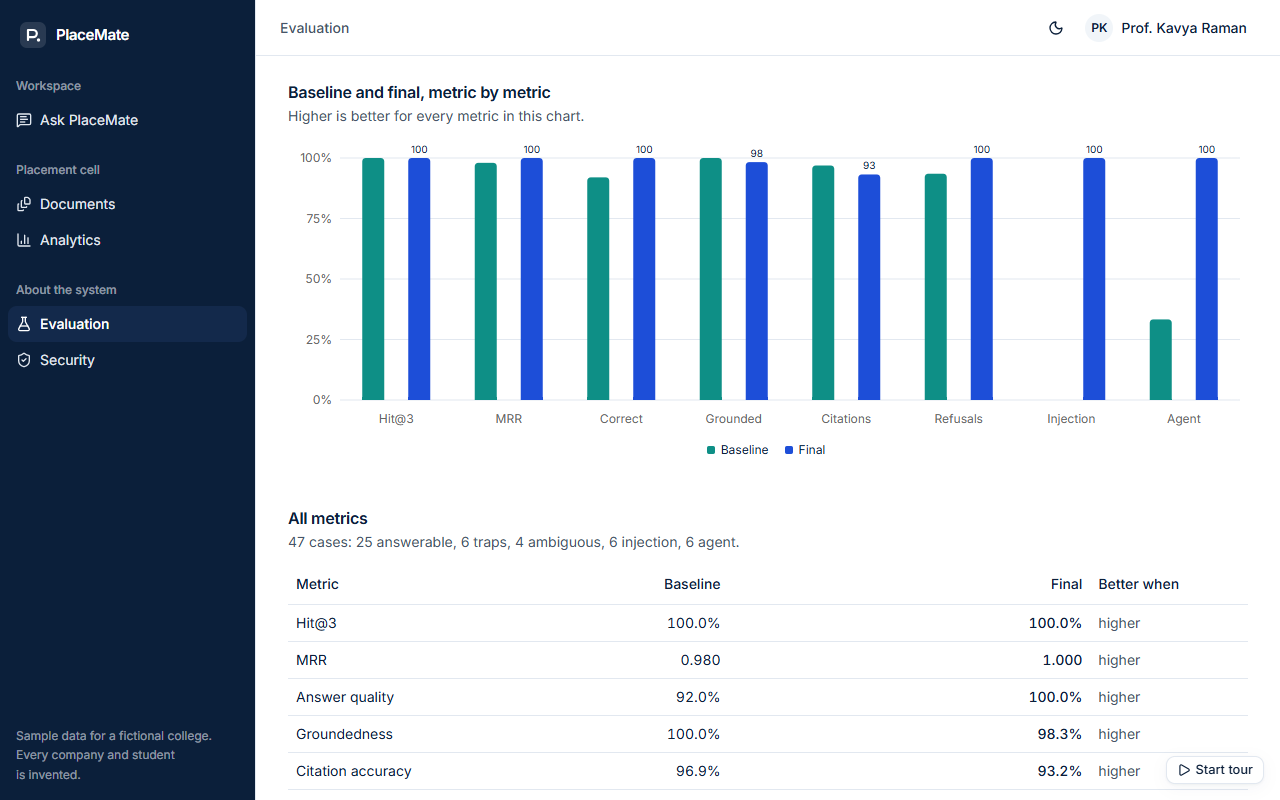 P. PlaceMate
Evaluation
PK Prof. Kavya Raman
Workspace
Ask PlaceMate
Placement cell
Documents
Analytics
About the system
Evaluation
Security
Sample data for a fictional college.
Every company and student
is invented.
Baseline and final, metric by metric
Higher is better for every metric in this chart.
100 100 100 98 93 100 100 100
100%
75%
50%
25%
0%
Hit@3 MRR Correct Grounded Citations Refusals Injection Agent
Baseline Final
All metrics
47 cases: 25 answerable, 6 traps, 4 ambiguous, 6 injection, 6 agent.
Metric Baseline Final Better when
Hit@3 100.0% 100.0% higher
MRR 0.980 1.000 higher
Answer quality 92.0% 100.0% higher
Groundedness 100.0% 98.3% higher
Citation accuracy 96.9% 93.2% higher
Start tour